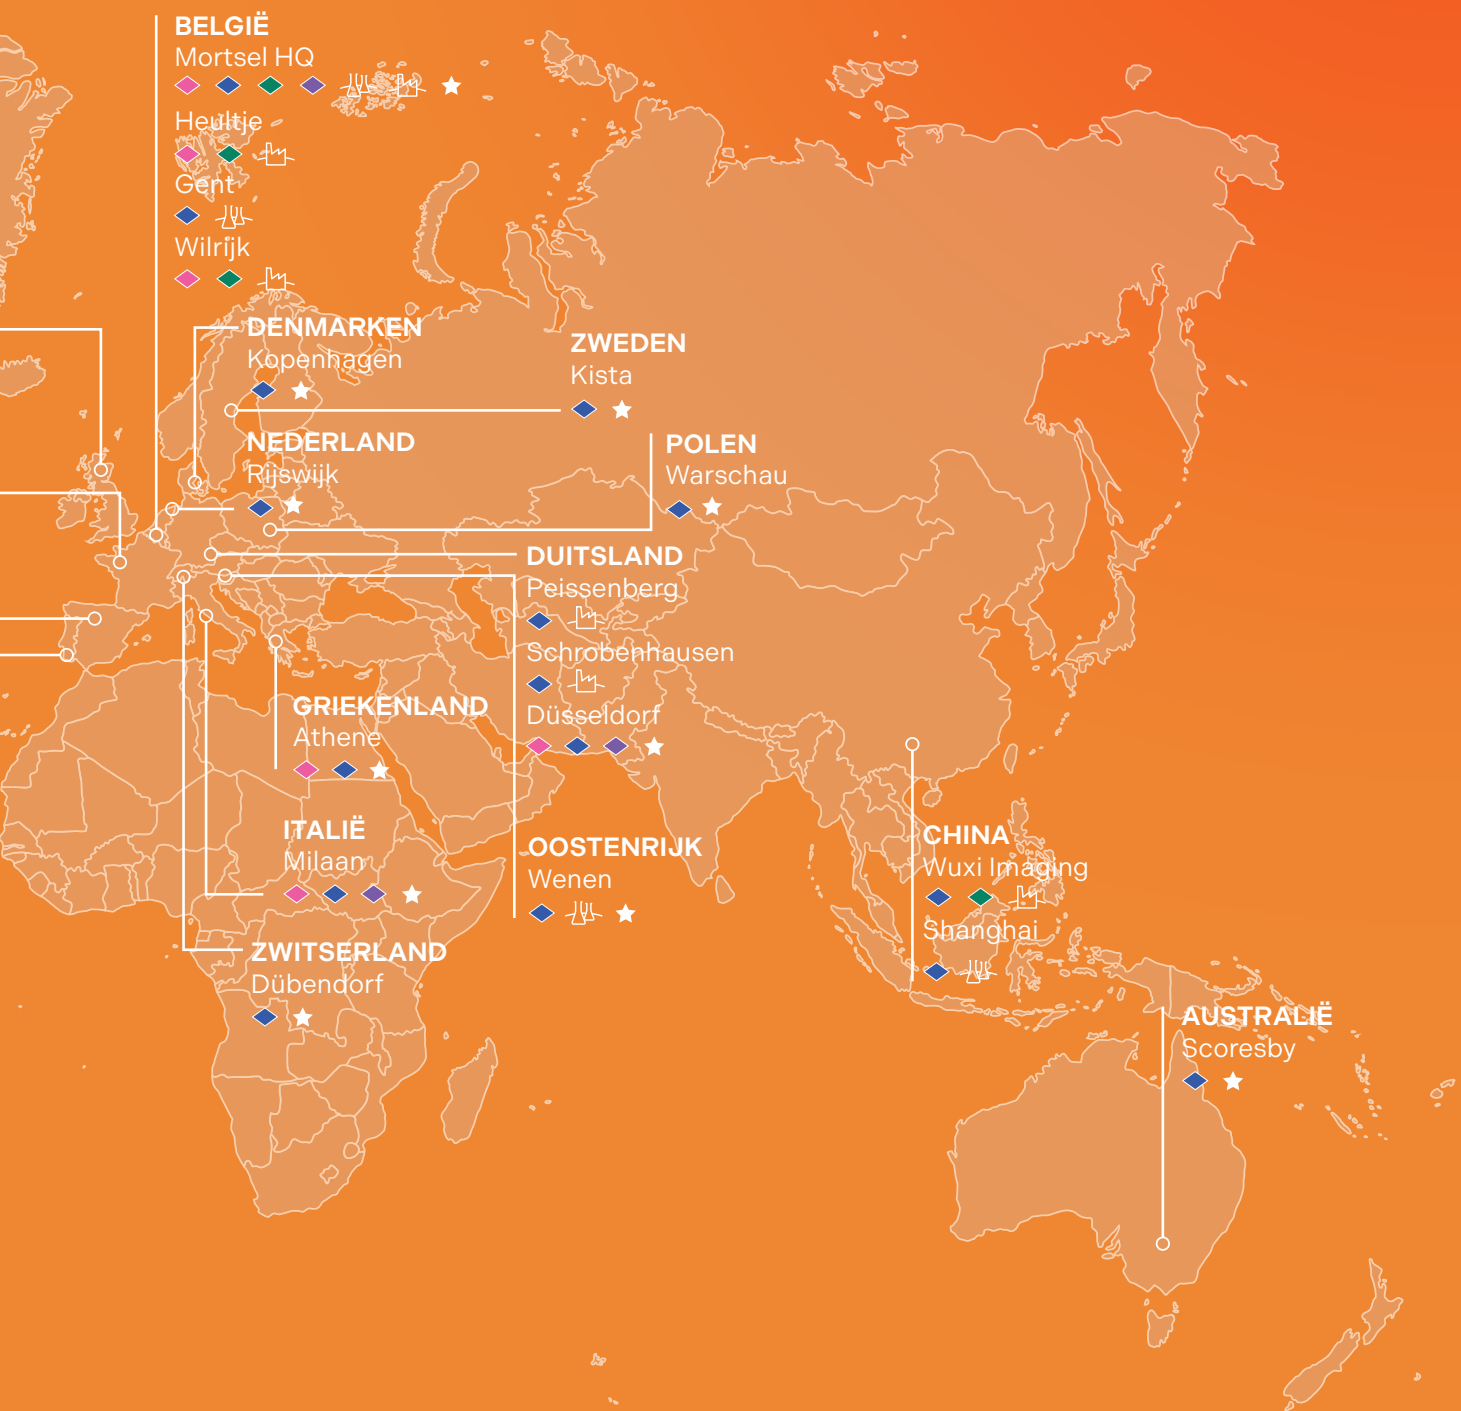 BELGIË
Mortsel HQ
Heultje
Gent
Wilrijk
DENMARKEN
Kopenhagen
ZWEDEN
Kista
NEDERLAND
Rijswijk
POLEN
Warschau
DUITSLAND
Peissenberg
Schrobenhausen
Düsseldorf
GRIEKENLAND
Athene
ITALIË
Milaan
OOSTENRIJK
Wenen
ZWITSERLAND
Dübendorf
CHINA
Wuxi Imaging
Shanghai
AUSTRALIË
Scoresby